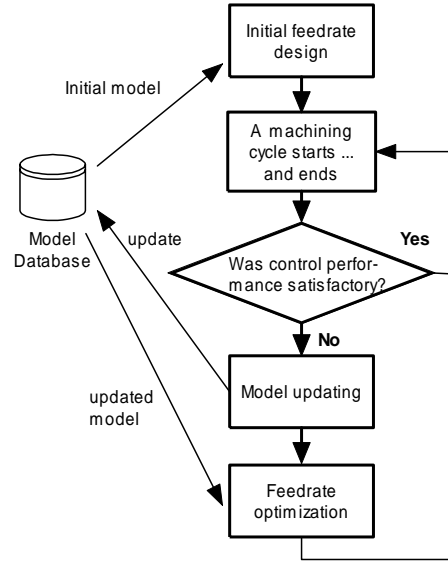 Initial feedrate
design
Initial model
A machining
cycle starts ...
and ends
Model
Database
update
Yes
Was control perfor-
mance satisfactory?
No
Model updating
updated
model
Feedrate
optimization